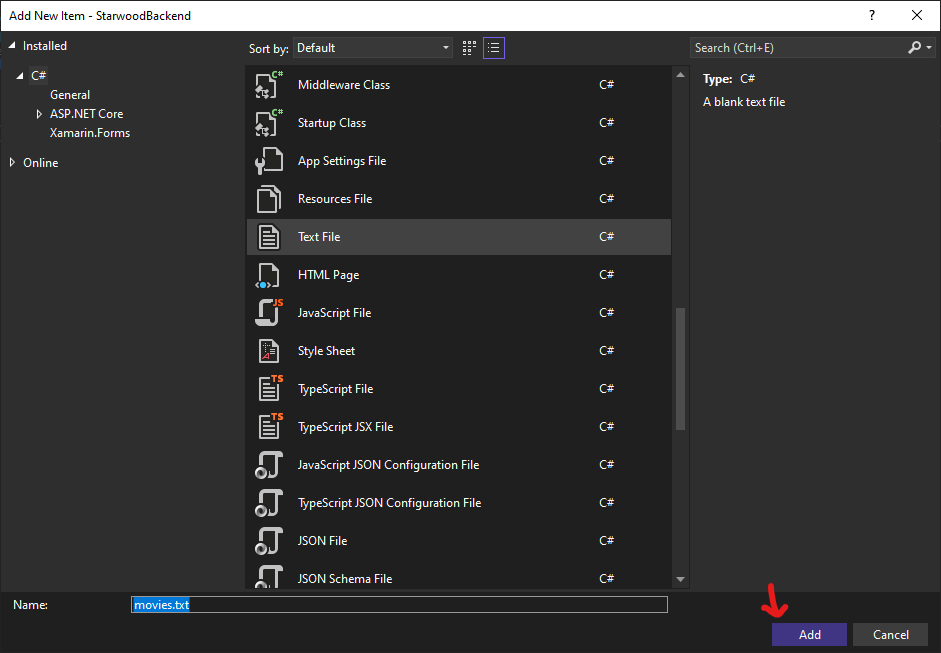 Add New Item - StarwoodBackend
?
Installed
C#
General
ASP.NET Core
Xamarin.Forms
Online
Sort by: Default
Middleware Class C#
Startup Class C#
App Settings File C#
Resources File C#
Text File C#
HTML Page C#
JS
JavaScript File C#
Style Sheet C#
TS
TypeScript File C#
TS
TypeScript JSX File C#
JavaScript JSON Configuration File C#
TypeScript JSON Configuration File C#
JSON File C#
JSON Schema File C#
Search (Ctrl+E)
Type: C#
A blank text file
Name: movies.txt
Add Cancel